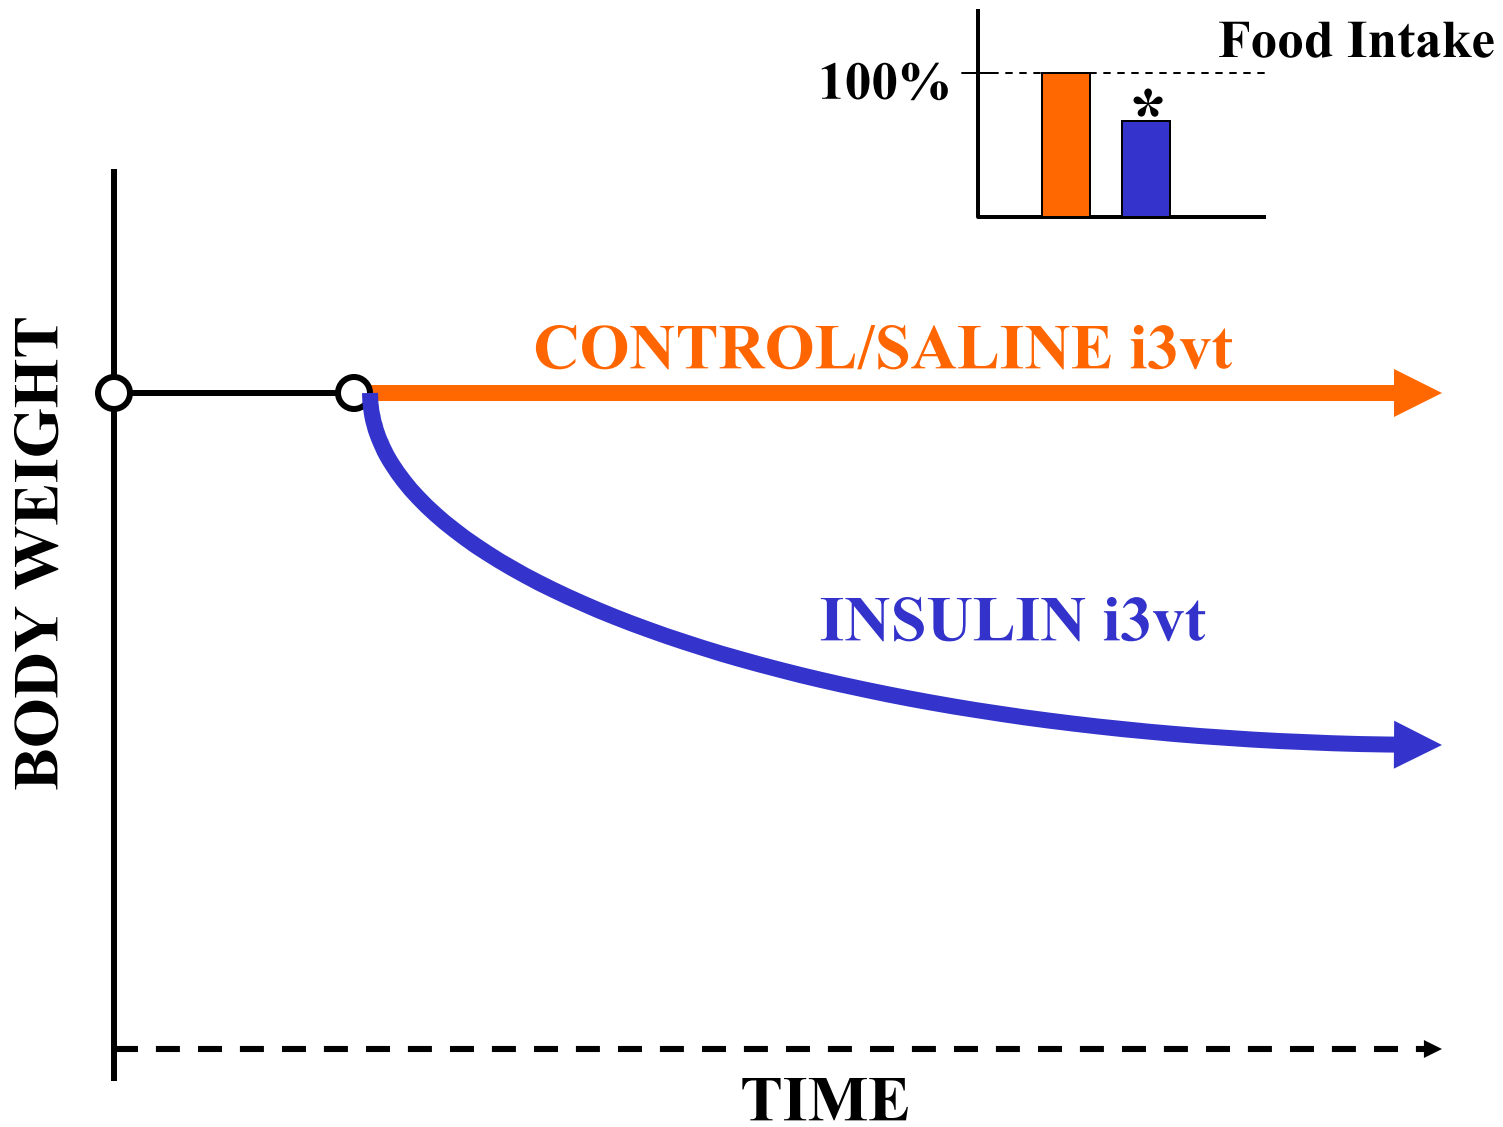 Food Intake
100%
*
CONTROL/SALINE i3vt
INSULIN i3vt
BODY WEIGHT
TIME